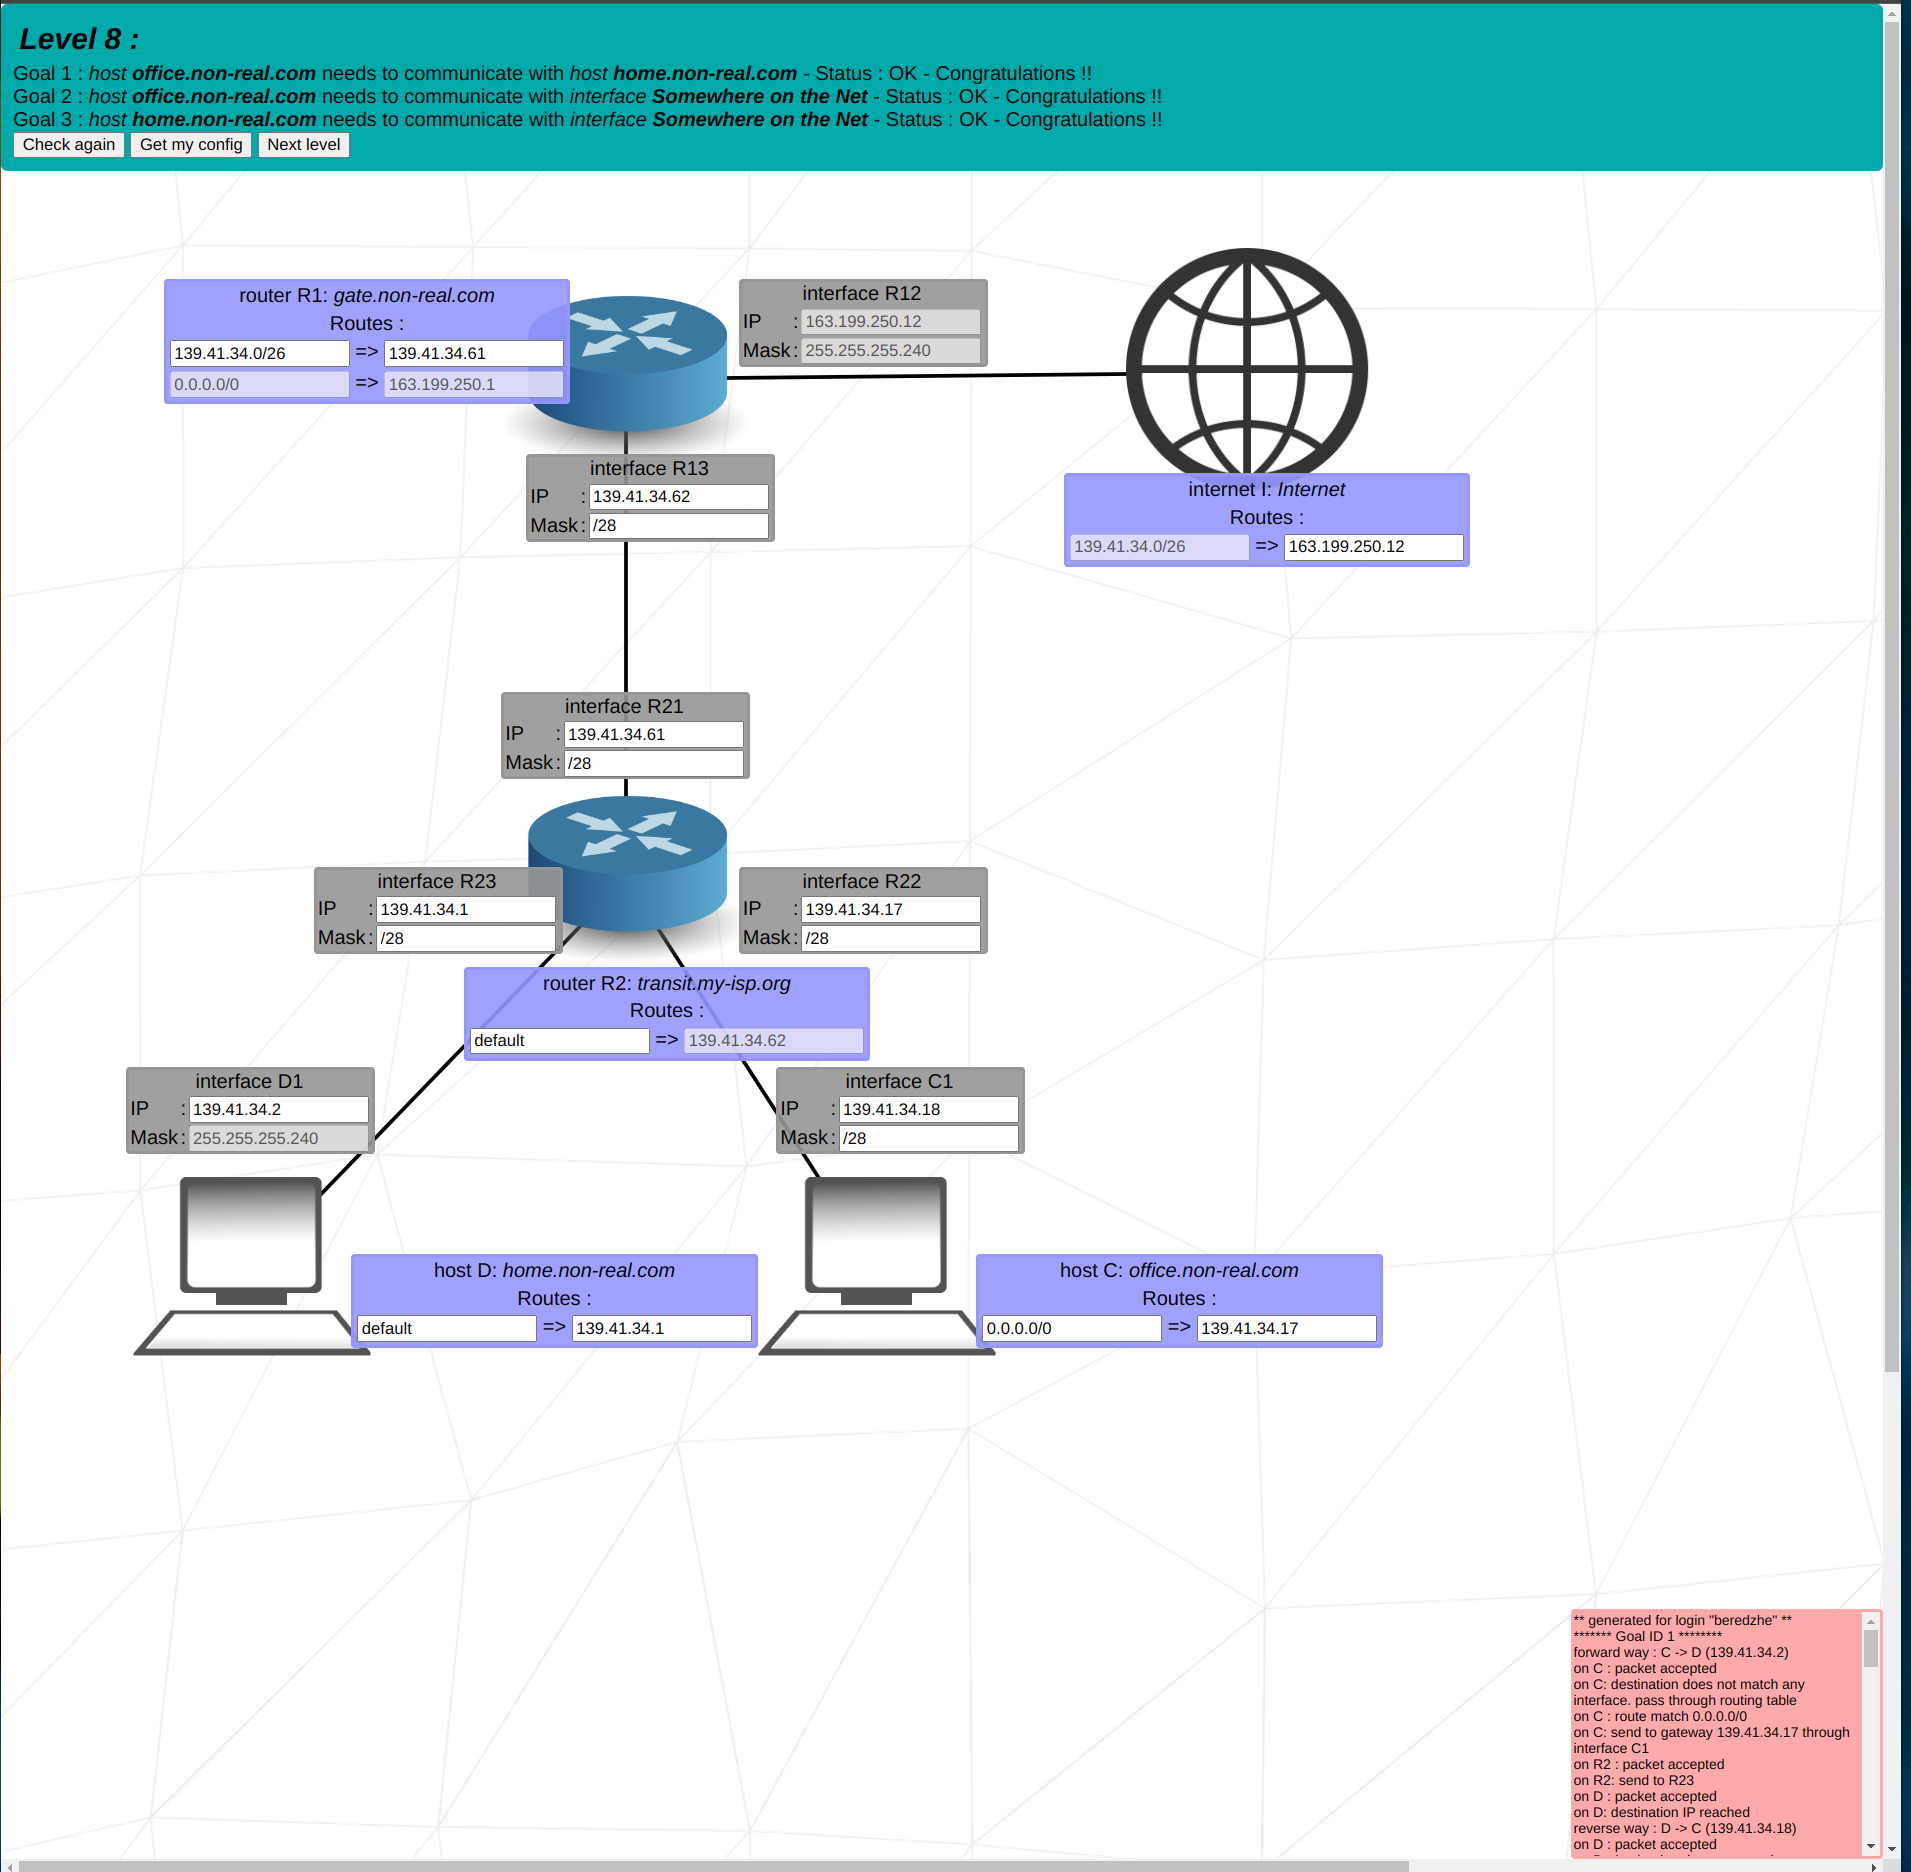 Level 8 :
Goal 1 : host office.non-real.com needs to communicate with host home.non-real.com - Status : OK - Congratulations !!
Goal 2 : host office.non-real.com needs to communicate with interface Somewhere on the Net - Status : OK - Congratulations !!
Goal 3 : host home.non-real.com needs to communicate with interface Somewhere on the Net - Status : OK - Congratulations !!
Check again Get my config Next level
router R1: gate.non-real.com
Routes :
139.41.34.0/26 => 139.41.34.61
0.0.0.0/0 => 163.199.250.1
interface R12
IP : 163.199.250.12
Mask : 255.255.255.240
interface R13
IP : 139.41.34.62
Mask : /28
internet I: Internet
Routes :
139.41.34.0/26 => 163.199.250.12
interface R21
IP : 139.41.34.61
Mask : /28
interface R23
IP : 139.41.34.1
Mask : /28
interface R22
IP : 139.41.34.17
Mask : /28
router R2: transit.my-isp.org
Routes :
default => 139.41.34.62
interface D1
IP : 139.41.34.2
Mask : 255.255.255.240
interface C1
IP : 139.41.34.18
Mask : /28
host D: home.non-real.com
Routes :
default => 139.41.34.1
host C: office.non-real.com
Routes :
0.0.0.0/0 => 139.41.34.17
** generated for login "beredzhe" **
******* Goal ID 1 ********
forward way : C -> D (139.41.34.2)
on C : packet accepted
on C: destination does not match any
interface. pass through routing table
on C : route match 0.0.0.0/0
on C: send to gateway 139.41.34.17 through
interface C1
on R2 : packet accepted
on R2: send to R23
on D : packet accepted
on D: destination IP reached
reverse way : D -> C (139.41.34.18)
on D : packet accepted